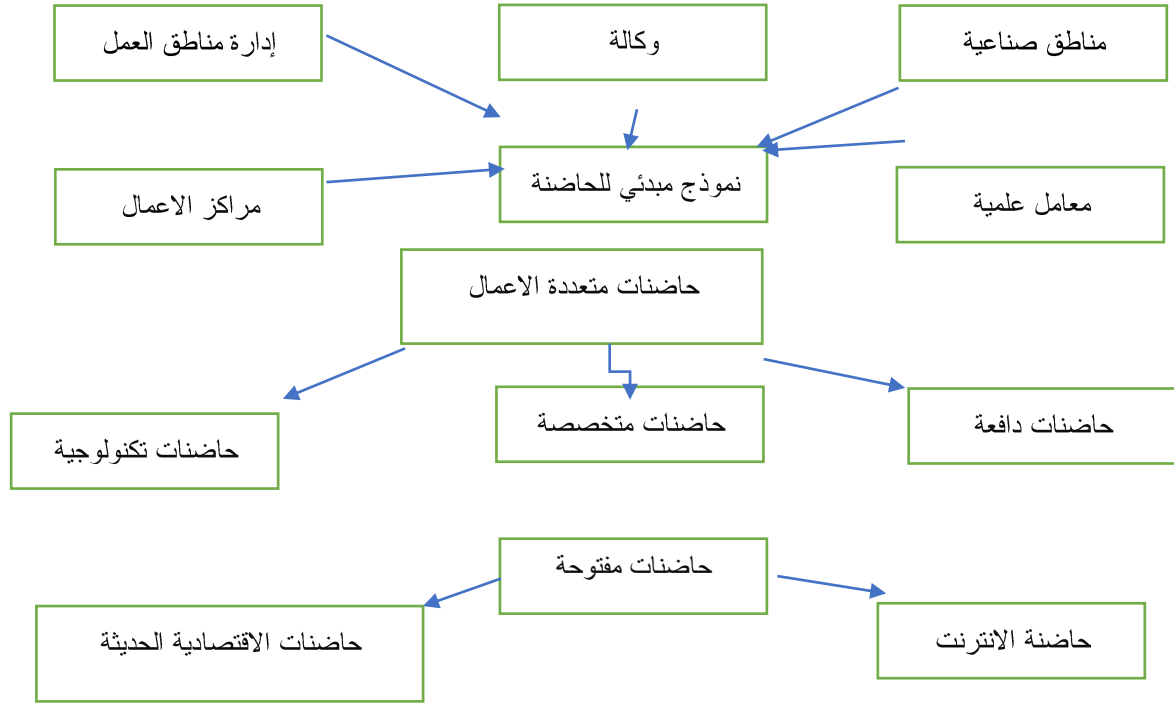 مناطق صناعية
وكالة
إدارة مناطق العمل
معامل علمية
نموذج مبدئي للحاضنة
مراكز الاعمال
حاضنات متعددة الاعمال
حاضنات دافعة
حاضنات متخصصة
حاضنات تكنولوجية
حاضنات مفتوحة
حاضنة الانترنت
حاضنات الاقتصادية الحديثة